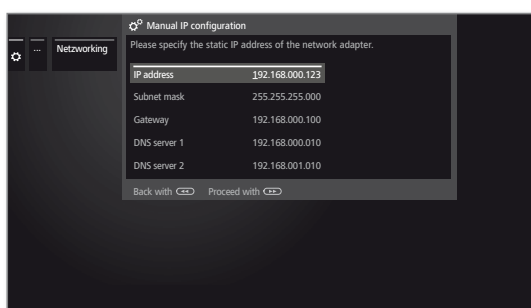 Manual IP configuration
... Netzworking
Please specify the static IP address of the network adapter.
IP address 192.168.000.123
Subnet mask 255.255.255.000
Gateway 192.168.000.100
DNS server 1 192.168.000.010
DNS server 2 192.168.001.010
Back with Proceed with